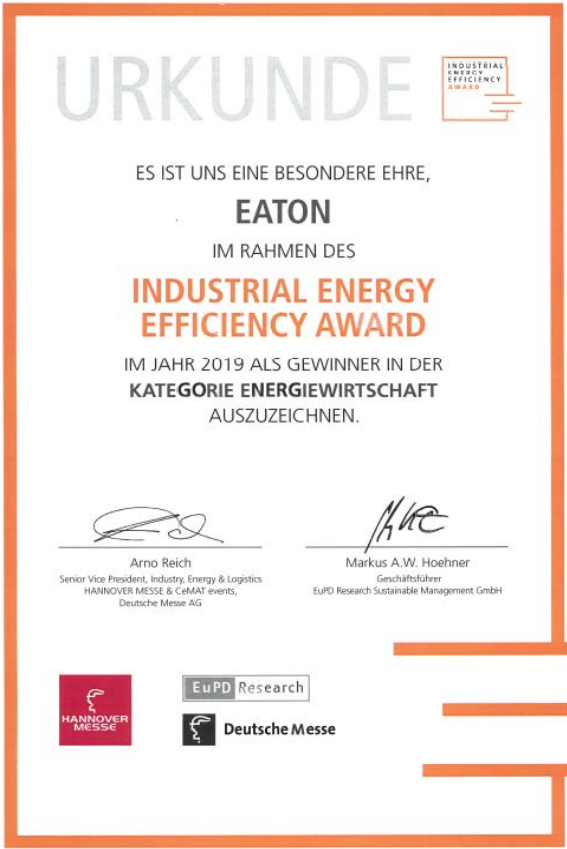 URKUNDE
INDUSTRIAL
ENERGY
EFFICIENCY
AWARD
ES IST UNS EINE BESONDERE EHRE,
EATON
IM RAHMEN DES
INDUSTRIAL ENERGY
EFFICIENCY AWARD
IM JAHR 2019 ALS GEWINNER IN DER
KATEGORIE ENERGIEWIRTSCHAFT
AUSZUZEICHNEN.
Arno Reich
Senior Vice President, Industry, Energy & Logistics
HANNOVER MESSE & CeMAT events,
Deutsche Messe AG
Markus A.W. Hoehner
Geschäftsführer
EuPD Research Sustainable Management GmbH
HANNOVER
MESSE
EuPD Research
Deutsche Messe